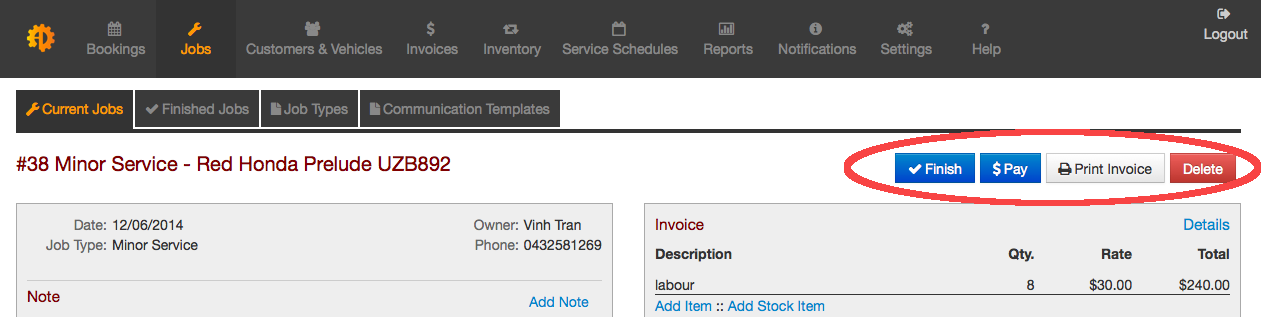 Logout
Bookings Jobs Customers & Vehicles Invoices Inventory Service Schedules Reports Notifications Settings Help
Current Jobs Finished Jobs Job Types Communication Templates
#38 Minor Service - Red Honda Prelude UZB892
Finish $ Pay Print Invoice Delete
Date: 12/06/2014 Owner: Vinh Tran
Job Type: Minor Service Phone: 0432581269
Note Add Note
Invoice Details
Description Qty. Rate Total
labour 8 $30.00 $240.00
Add Item :: Add Stock Item